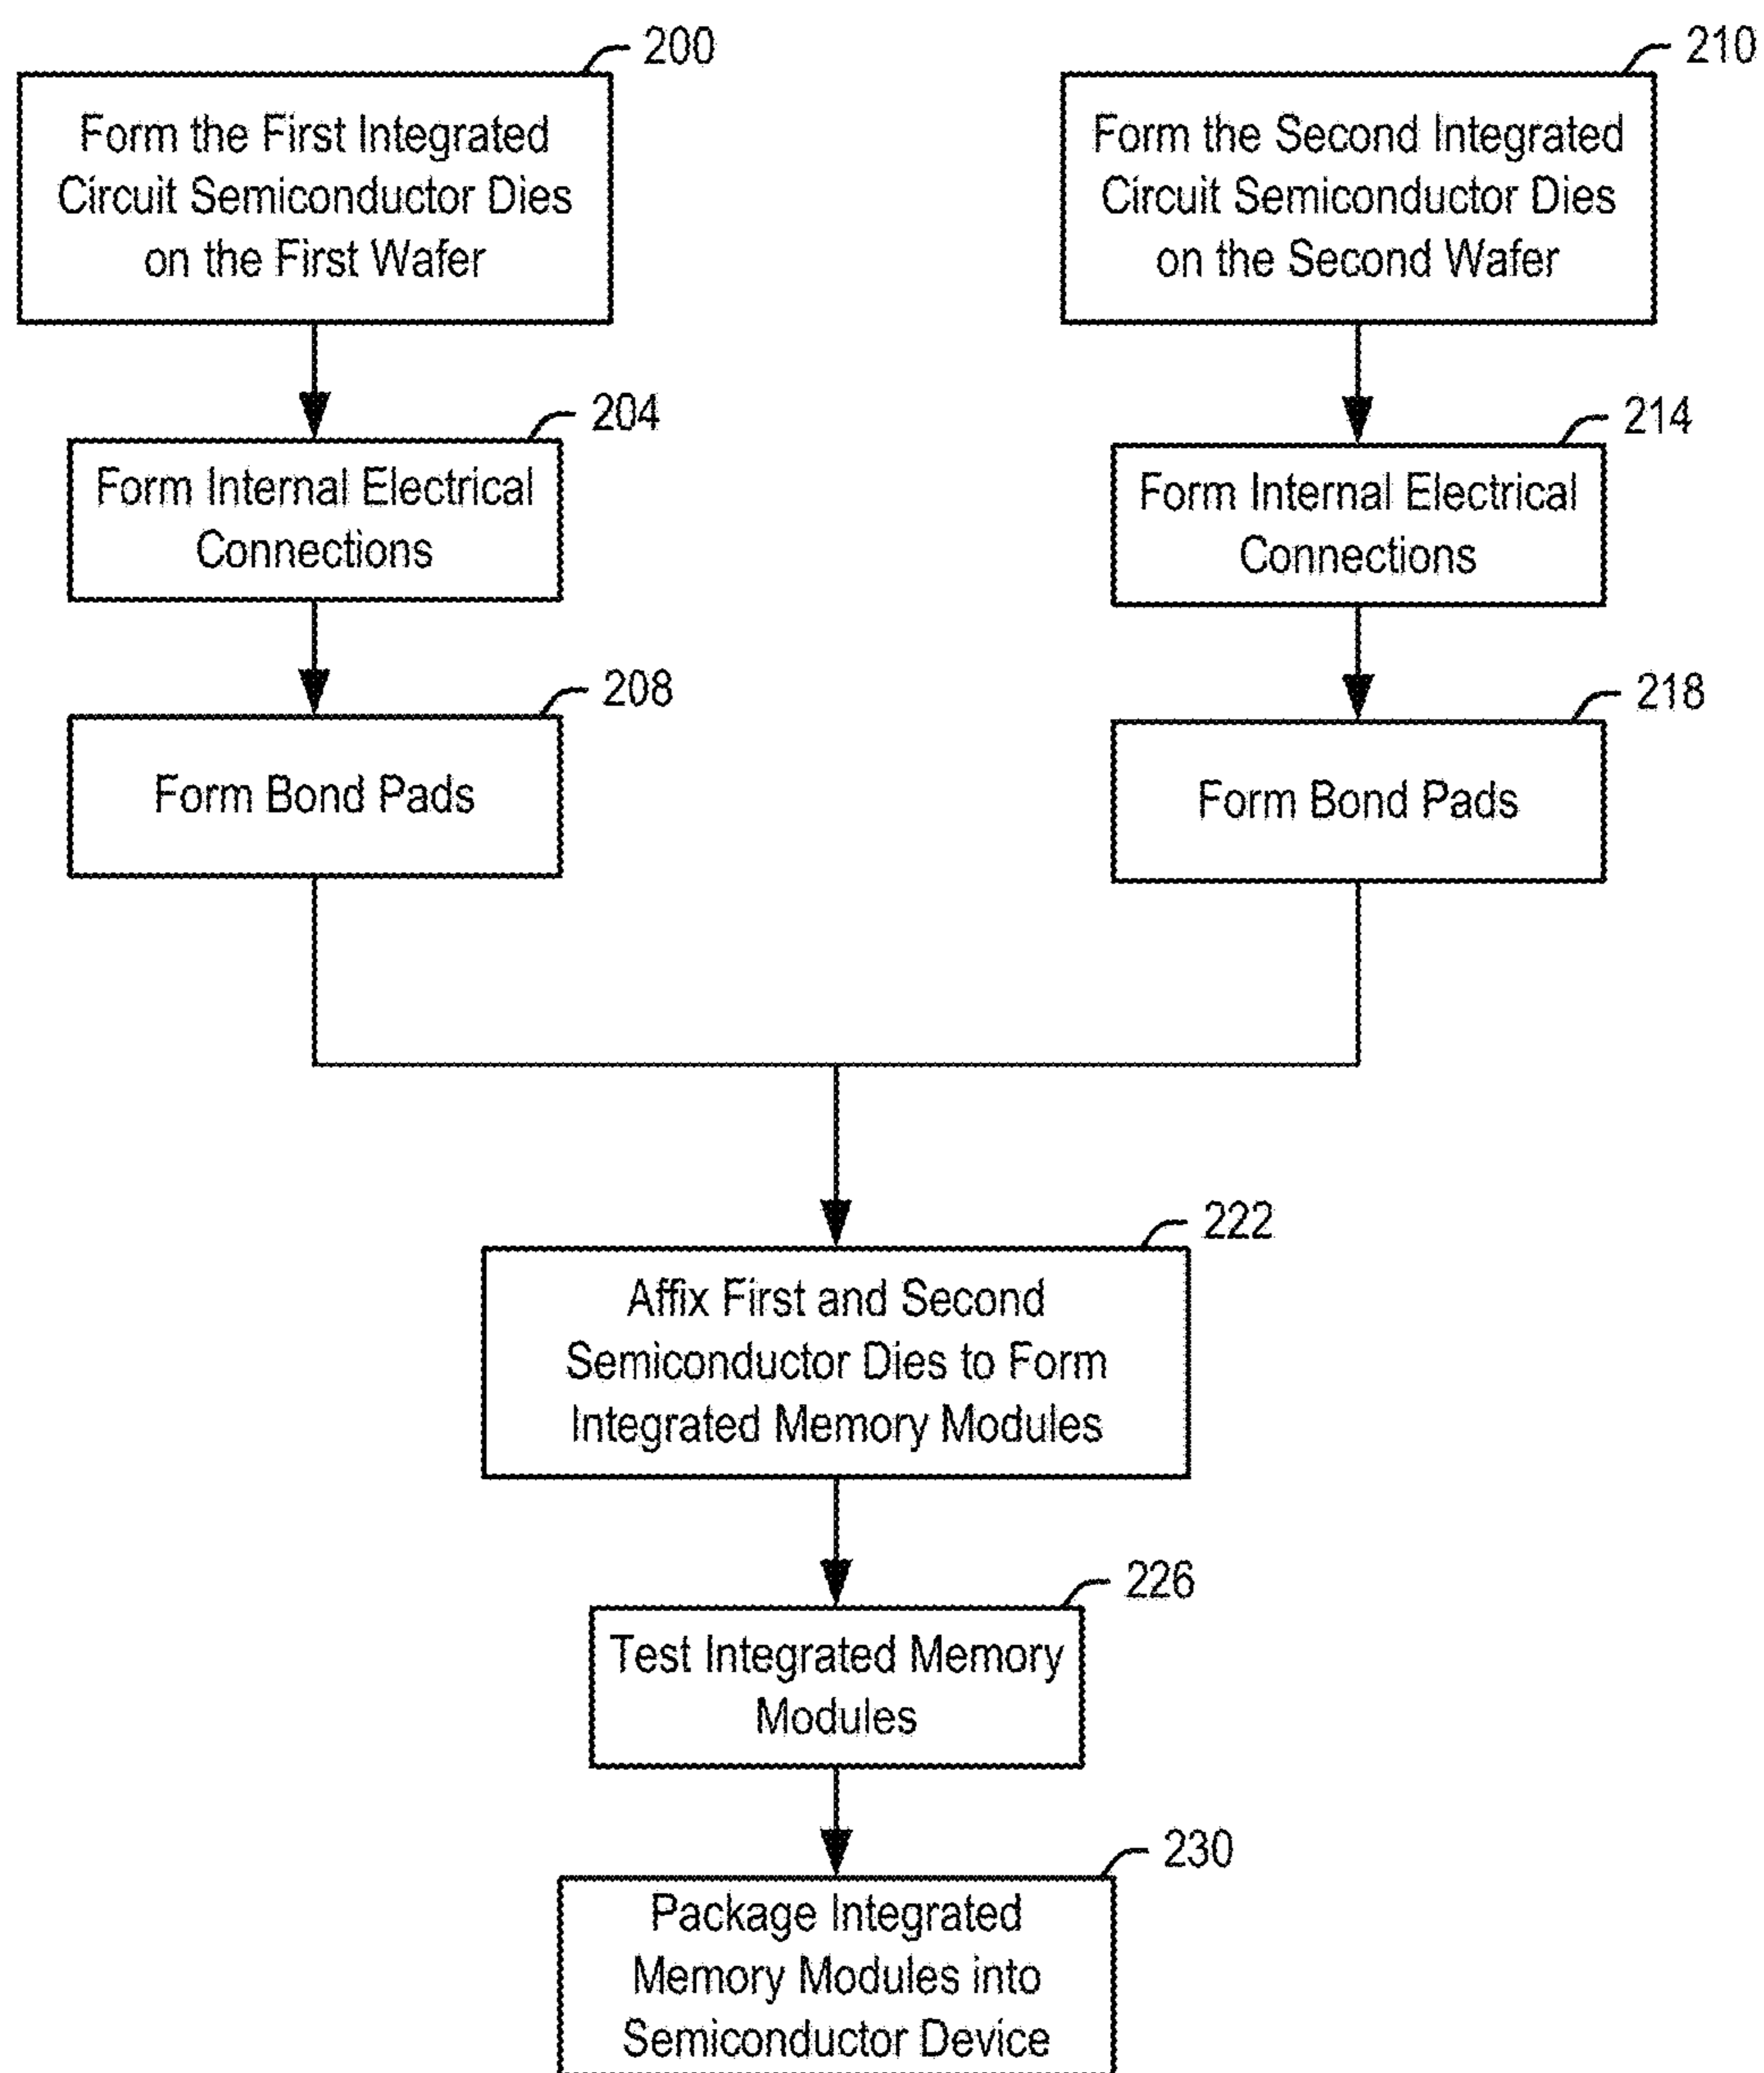 200
Form the First Integrated
Circuit Semiconductor Dies
on the First Wafer
204
Form Internal Electrical
Connections
208
Form Bond Pads
210
Form the Second Integrated
Circuit Semiconductor Dies
on the Second Wafer
214
Form Internal Electrical
Connections
218
Form Bond Pads
222
Affix First and Second
Semiconductor Dies to Form
Integrated Memory Modules
226
Test Integrated Memory
Modules
230
Package Integrated
Memory Modules into
Semiconductor Device